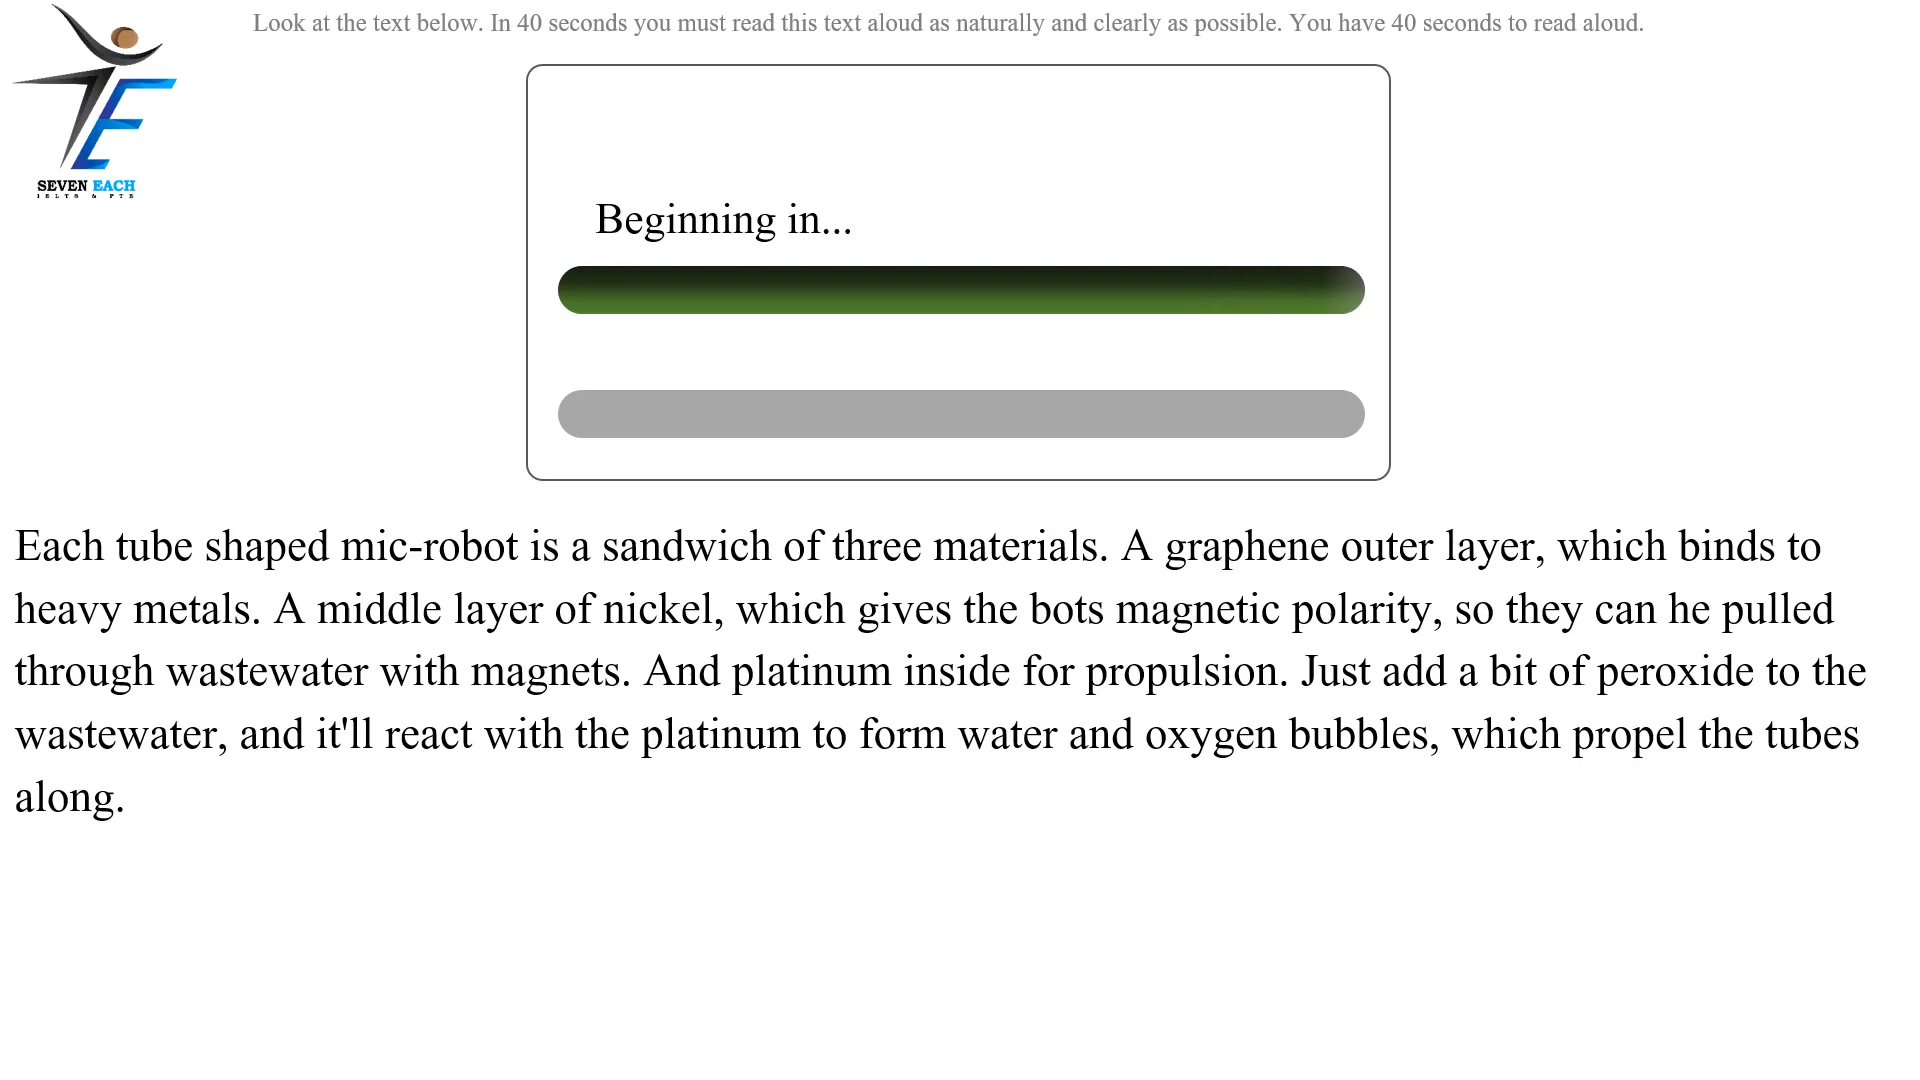 Look at the text below. In 40 seconds you must read this text aloud as naturally and clearly as possible. You have 40 seconds to read aloud.
SEVEN EACH
IELTS & PTE
Beginning in...
Each tube shaped mic-robot is a sandwich of three materials. A graphene outer layer, which binds to
heavy metals. A middle layer of nickel, which gives the bots magnetic polarity, so they can he pulled
through wastewater with magnets. And platinum inside for propulsion. Just add a bit of peroxide to the
wastewater, and it'll react with the platinum to form water and oxygen bubbles, which propel the tubes
along.